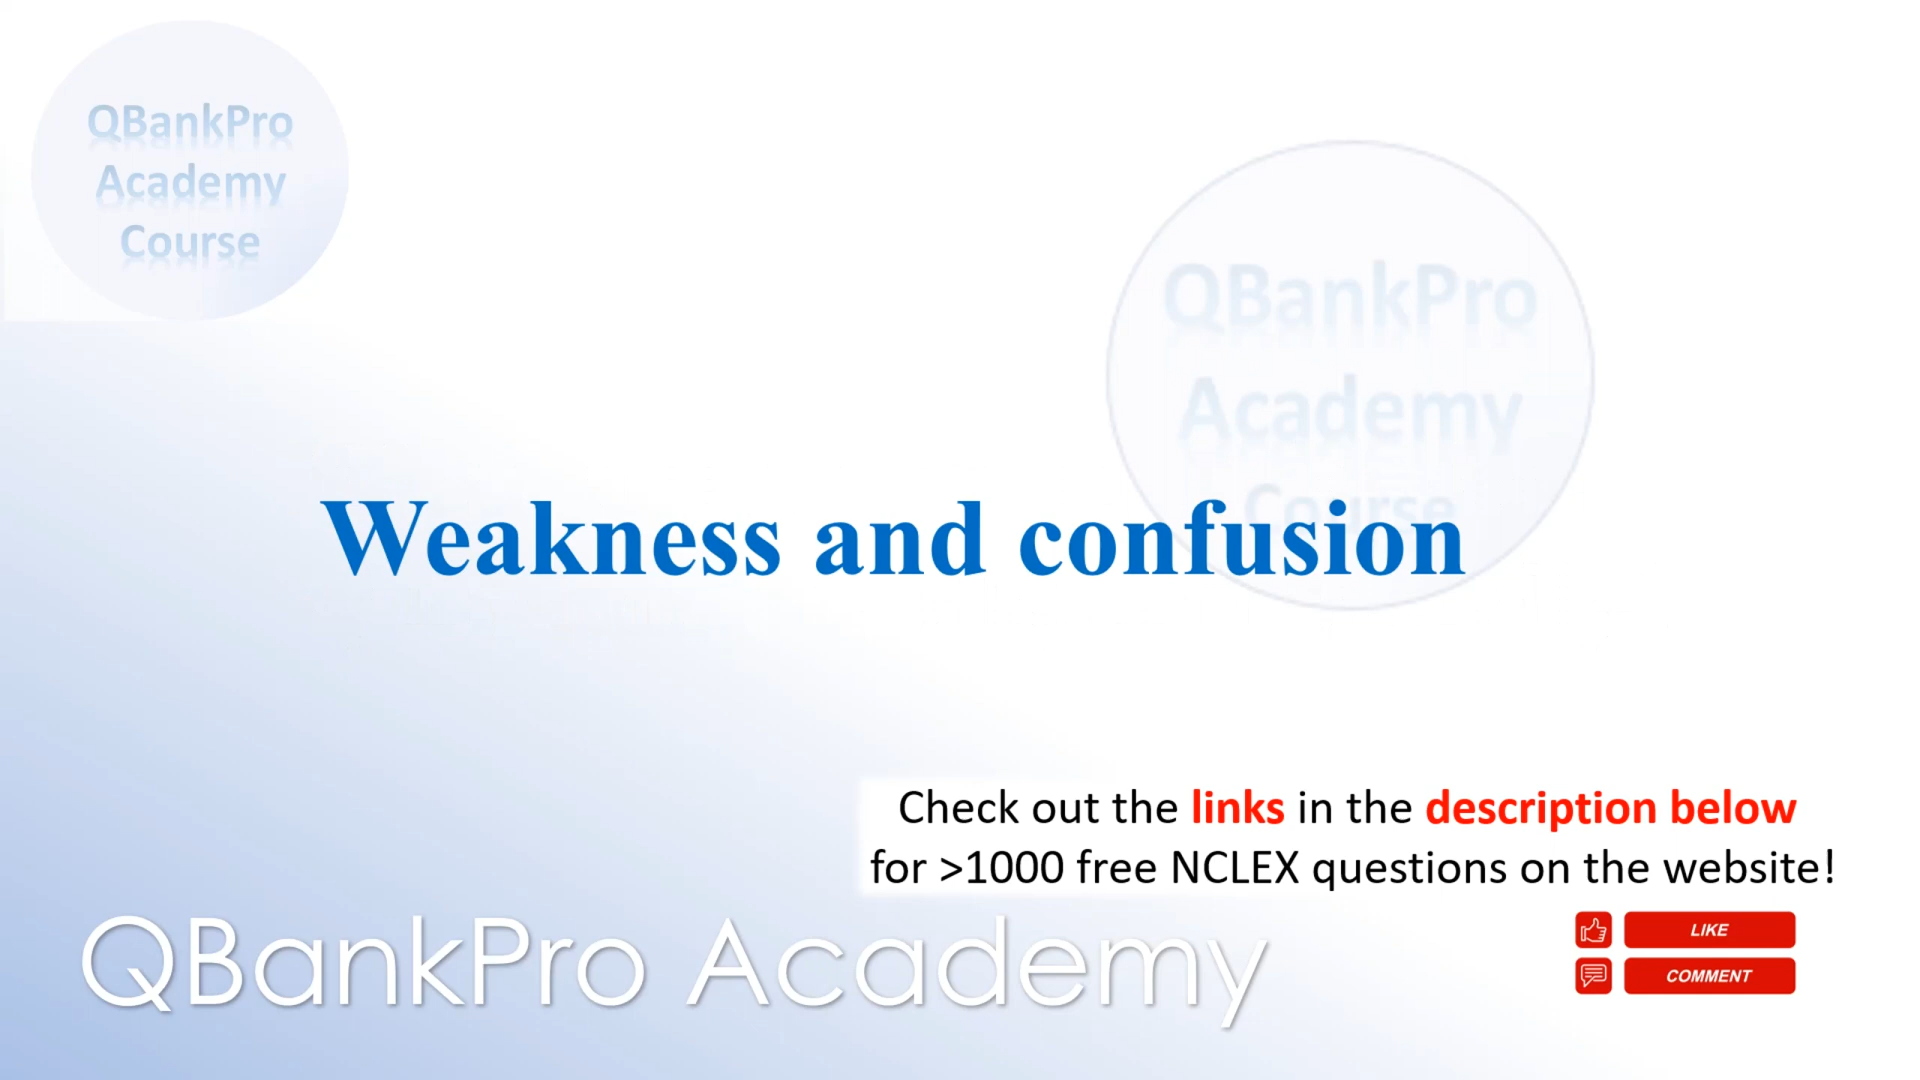 QBankPro
Academy
Course
QBankPro
Academy
Course
Weakness and confusion
Check out the links in the description below
for >1000 free NCLEX questions on the website!
QBankPro Academy
LIKE
COMMENT